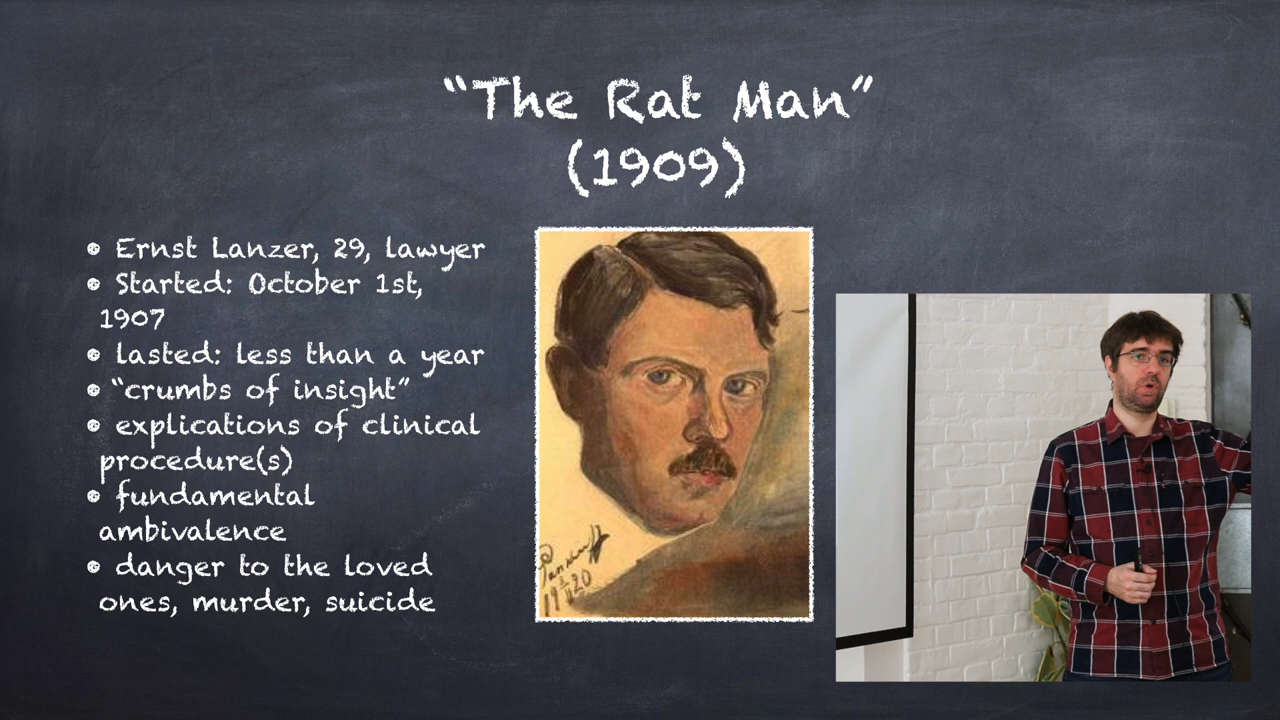 “The Rat Man”
(1909)
• Ernst Lanzer, 29, lawyer
• Started: October 1st,
1907
• lasted: less than a year
• “crumbs of insight”
• explications of clinical
procedure(s)
• fundamental
ambivalence
• danger to the loved
ones, murder, suicide